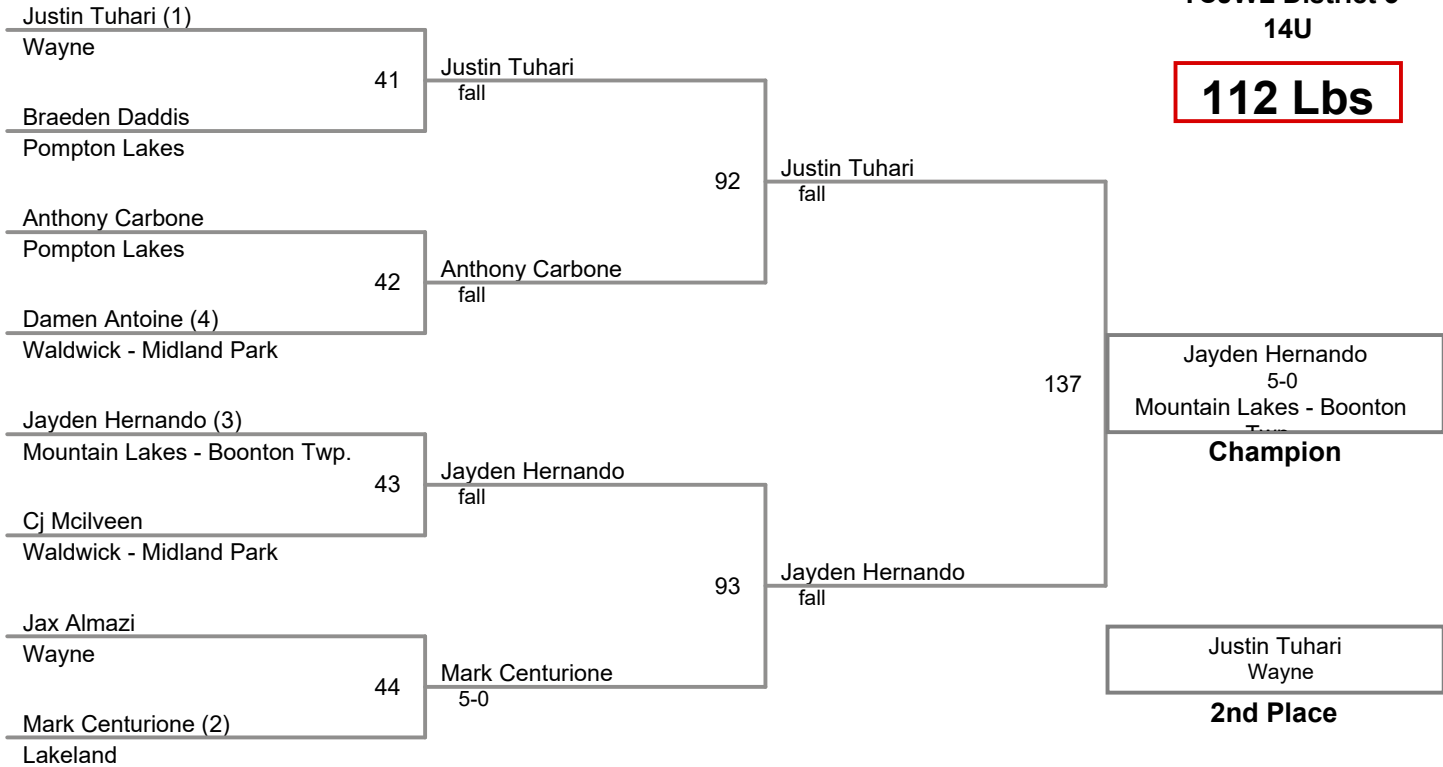 14U
112 Lbs
Justin Tuhari (1)
Wayne
41
Braeden Daddis
Pompton Lakes
Anthony Carbone
Pompton Lakes
42
Damen Antoine (4)
Waldwick - Midland Park
Jayden Hernando (3)
Mountain Lakes - Boonton Twp.
43
Cj Mcilveen
Waldwick - Midland Park
Jax Almazi
Wayne
44
Mark Centurione (2)
Lakeland
Justin Tuhari
fall
92
Anthony Carbone
fall
Jayden Hernando
fall
93
Mark Centurione
5-0
Justin Tuhari
fall
137
Jayden Hernando
fall
Jayden Hernando
5-0
Mountain Lakes - Boonton
Champion
Justin Tuhari
Wayne
2nd Place